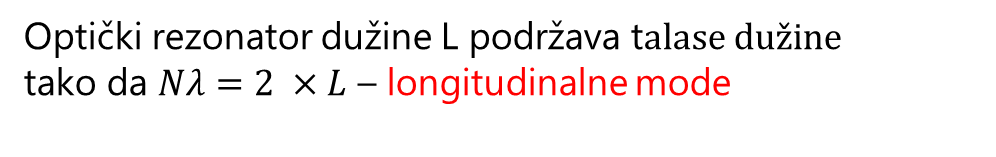 Optički rezonator dužine L podržava talase dužine
tako da Nλ = 2 × L – longitudinalne mode